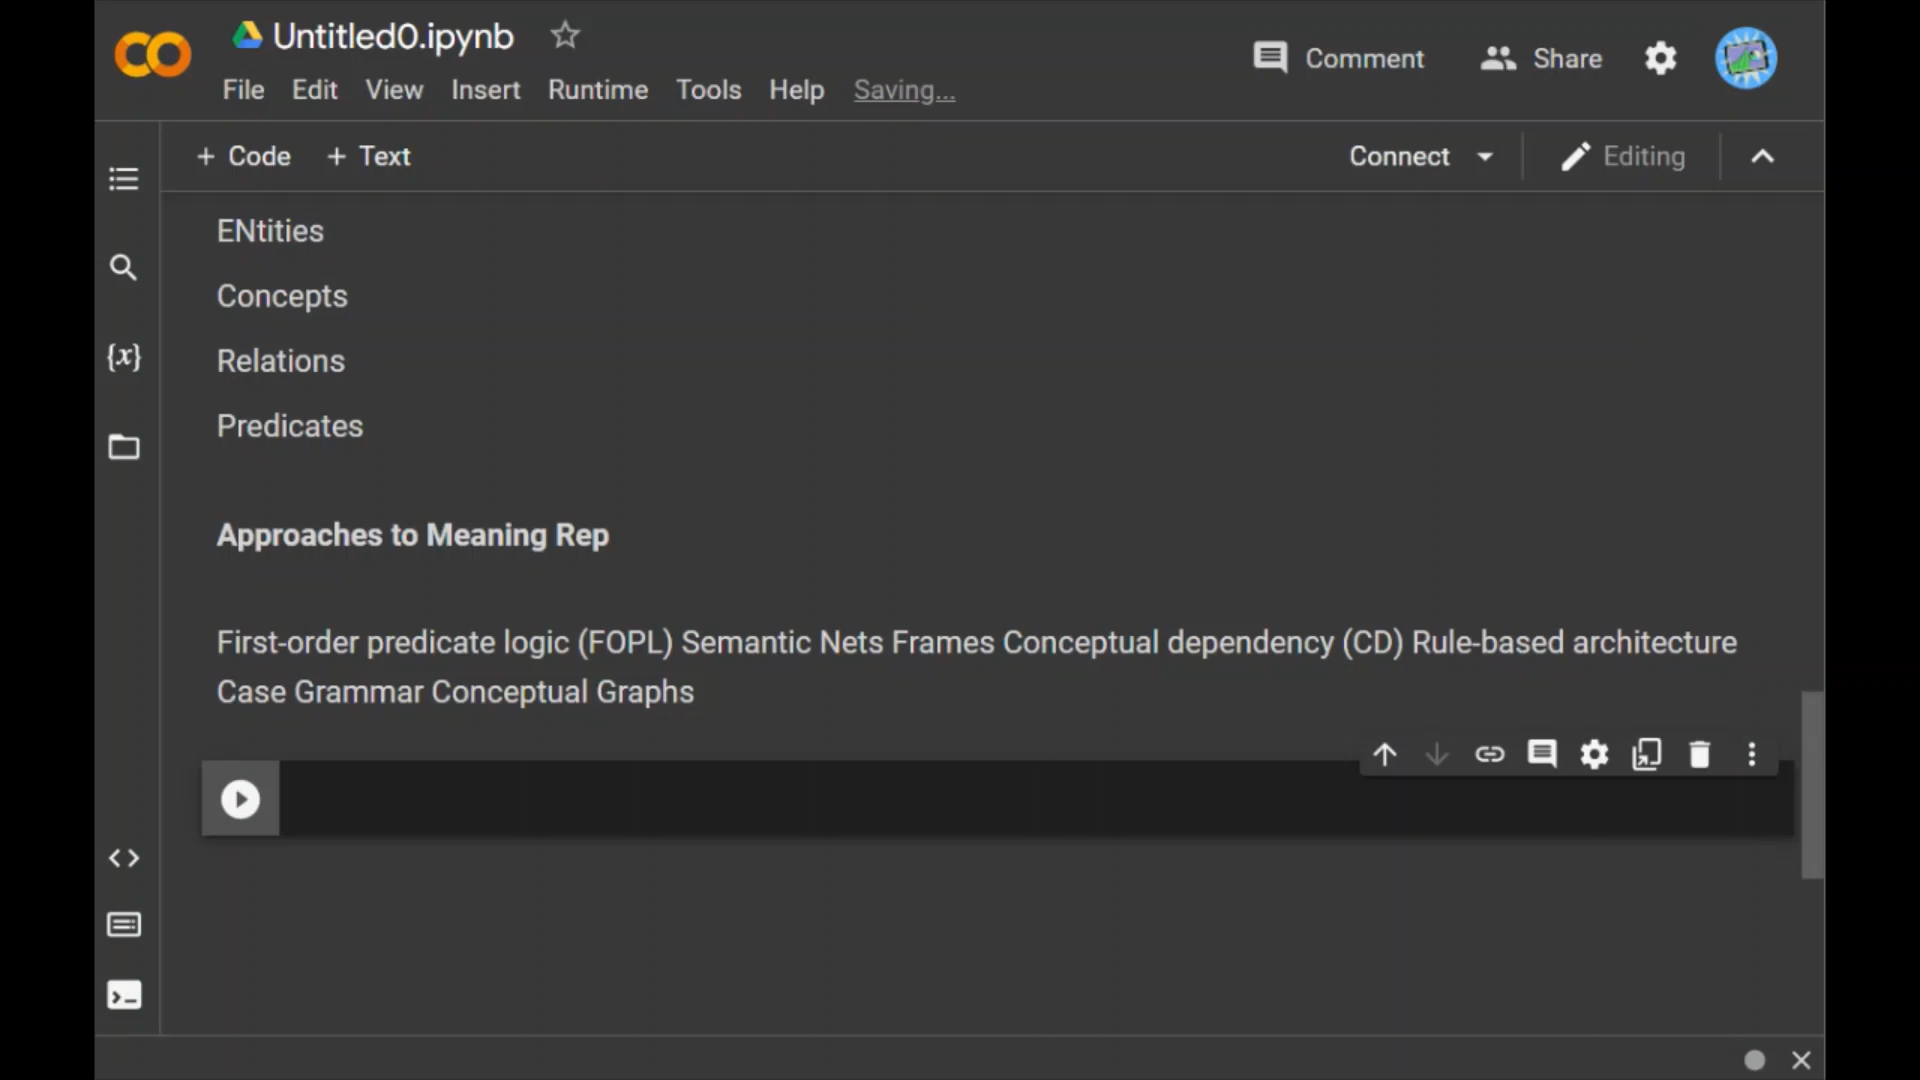 Untitled0.ipynb
Comment
Share
File Edit View Insert Runtime Tools Help Saving...
+ Code + Text
Connect
Editing
ENtities
Concepts
{x}
Relations
Predicates
Approaches to Meaning Rep
First-order predicate logic (FOPL) Semantic Nets Frames Conceptual dependency (CD) Rule-based architecture
Case Grammar Conceptual Graphs